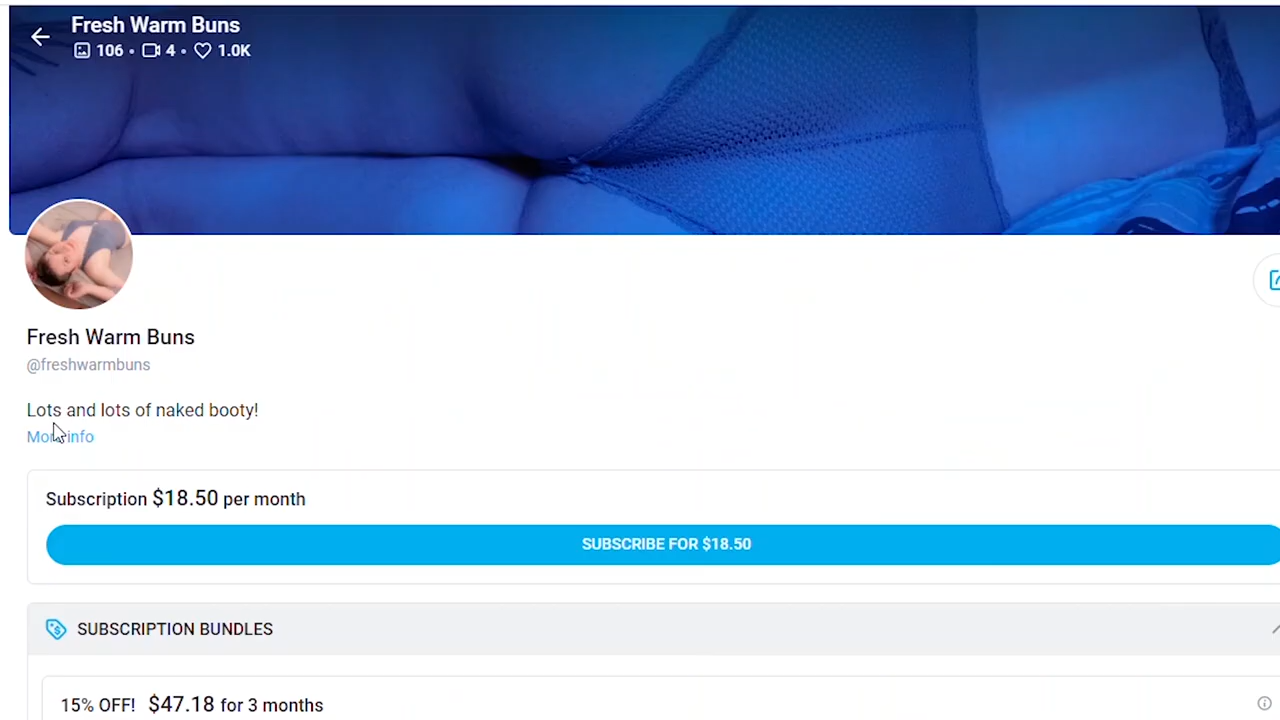 Fresh Warm Buns
106 • 4 • 1.0K
Fresh Warm Buns
@freshwarmbuns
Lots and lots of naked booty!
More info
Subscription $18.50 per month
SUBSCRIBE FOR $18.50
SUBSCRIPTION BUNDLES
15% OFF! $47.18 for 3 months